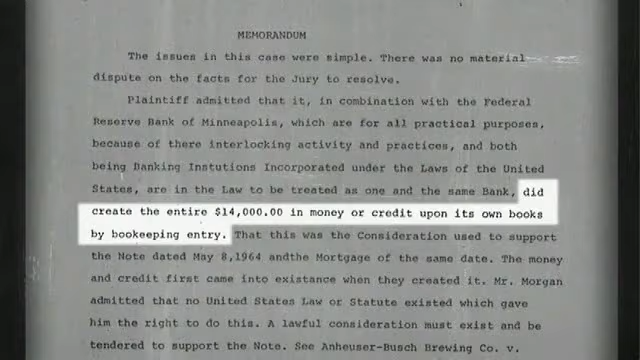 MEMORANDUM
The issues in this case were simple. There was no material
dispute on the facts for the Jury to resolve.
Plaintiff admitted that it, in combination with the Federal
Reserve Bank of Minneapolis, which are for all practical purposes,
because of there interlocking activity and practices, and both
being Banking Instutions Incorporated under the Laws of the United
States, are in the Law to be treated as one and the same Bank, did
create the entire $14,000.00 in money or credit upon its own books
by bookeeping entry. That this was the Consideration used to support
the Note dated May 8,1964 andthe Mortgage of the same date. The money
and credit first came into existance when they created it. Mr. Morgan
admitted that no United States Law or Statute existed which gave
him the right to do this. A lawful consideration must exist and be
tendered to support the Note. See Anheuser-Busch Brewing Co. v.